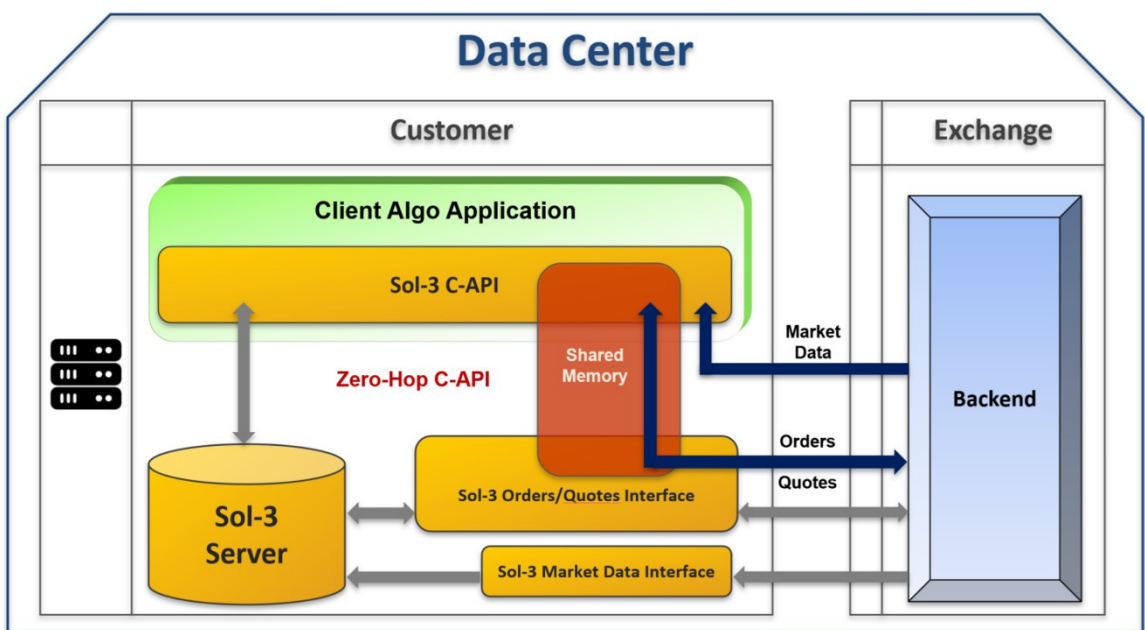 Data Center
Customer
Exchange
Client Algo Application
Sol-3 C-API
Shared
Memory
Zero-Hop C-API
Market
Data
Backend
Orders
Quotes
Sol-3 Orders/Quotes Interface
Sol-3
Server
Sol-3 Market Data Interface